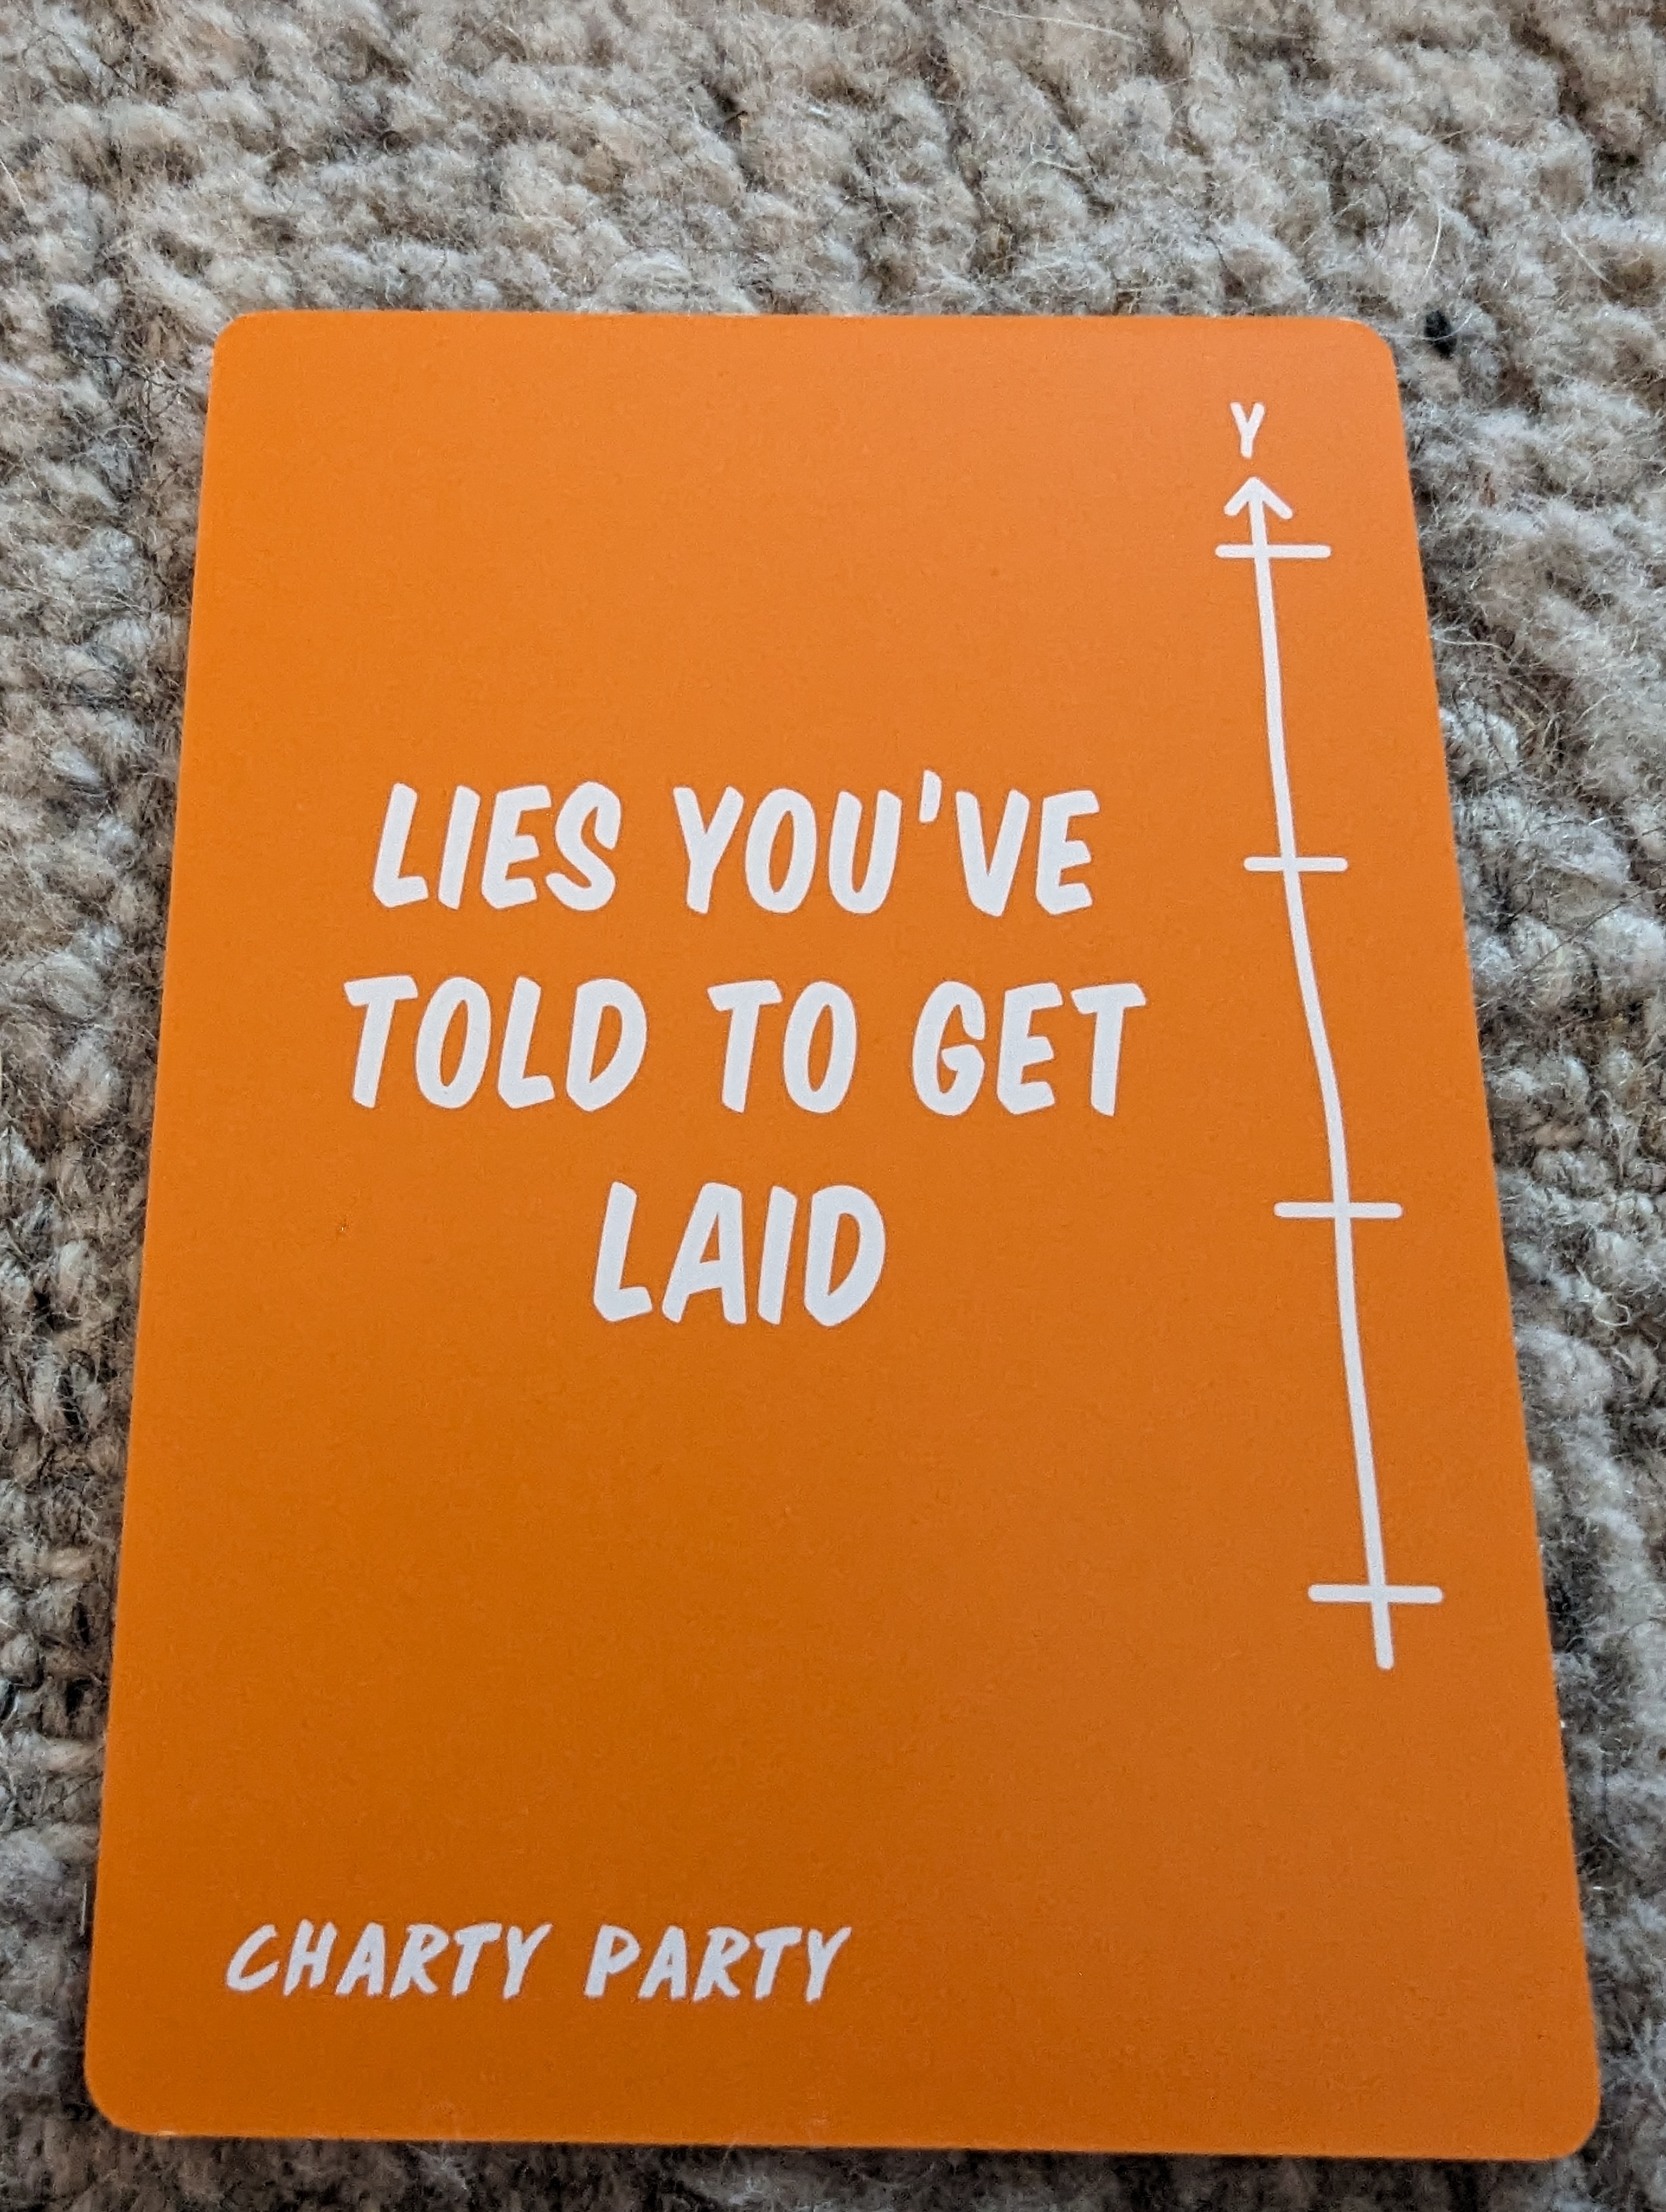 Y
LIES YOU'VE
TOLD TO GET
LAID
CHARTY PARTY